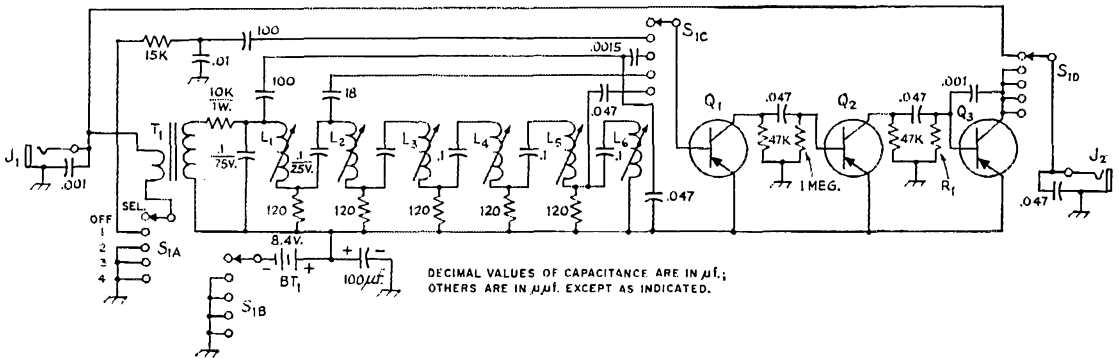 100
15K
.01
S1C
.0015
S1D
100
18
.047
.001
10K
1W.
T1
L1
L2
L3
L4
L5
L6
Q1
.047
Q2
.047
Q3
.1
75V.
.1
25V.
.1
.1
.1
.1
47K
47K
J1
.001
1 MEG.
R1
J2
.047
SEL.
120
120
120
120
120
.047
OFF
1
2
3
4
S1A
8.4V.
- +
BT1
+ -
100µf.
S1B
DECIMAL VALUES OF CAPACITANCE ARE IN µf.;
OTHERS ARE IN µµf. EXCEPT AS INDICATED.